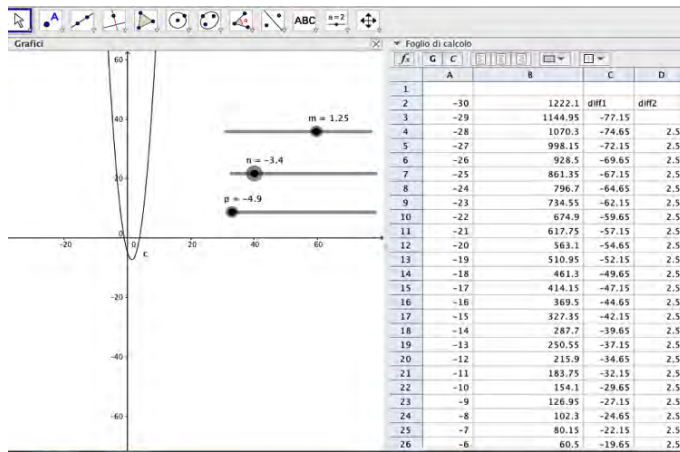 ABC a=2
Grafici
Foglio di calcolo
fx G C
A B C D
1
2 -30 1222.1 diff1 diff2
3 -29 1144.95 -77.15
4 -28 1070.3 -74.65 2.5
5 -27 998.15 -72.15 2.5
6 -26 928.5 -69.65 2.5
7 -25 861.35 -67.15 2.5
8 -24 796.7 -64.65 2.5
9 -23 734.55 -62.15 2.5
10 -22 674.9 -59.65 2.5
11 -21 617.75 -57.15 2.5
12 -20 563.1 -54.65 2.5
13 -19 510.95 -52.15 2.5
14 -18 461.3 -49.65 2.5
15 -17 414.15 -47.15 2.5
16 -16 369.5 -44.65 2.5
17 -15 327.35 -42.15 2.5
18 -14 287.7 -39.65 2.5
19 -13 250.55 -37.15 2.5
20 -12 215.9 -34.65 2.5
21 -11 183.75 -32.15 2.5
22 -10 154.1 -29.65 2.5
23 -9 126.95 -27.15 2.5
24 -8 102.3 -24.65 2.5
25 -7 80.15 -22.15 2.5
26 -6 60.5 -19.65 2.5
60
m = 1.25
40
n = -3.4
20
p = -4.9
0
-20 20 40 60
c
-20
-40
-60